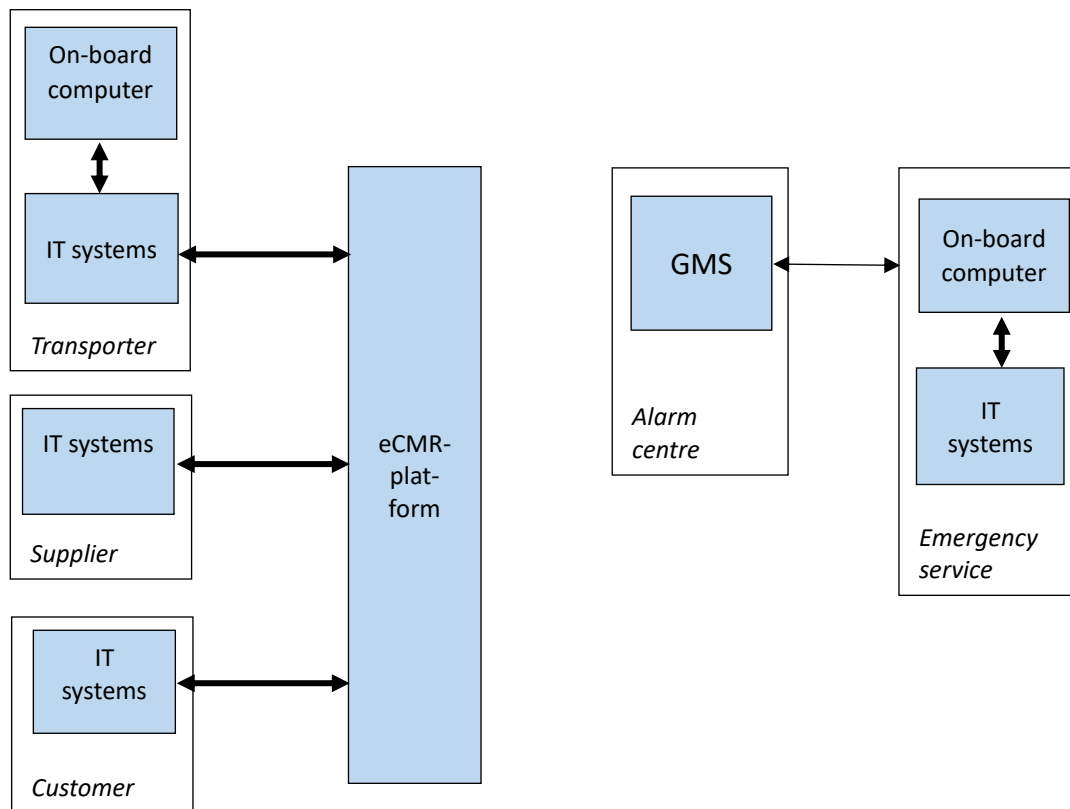 On-board
computer
IT systems
Transporter
IT systems
Supplier
IT
systems
Customer
eCMR-
plat-
form
GMS
Alarm
centre
On-board
computer
IT
systems
Emergency
service